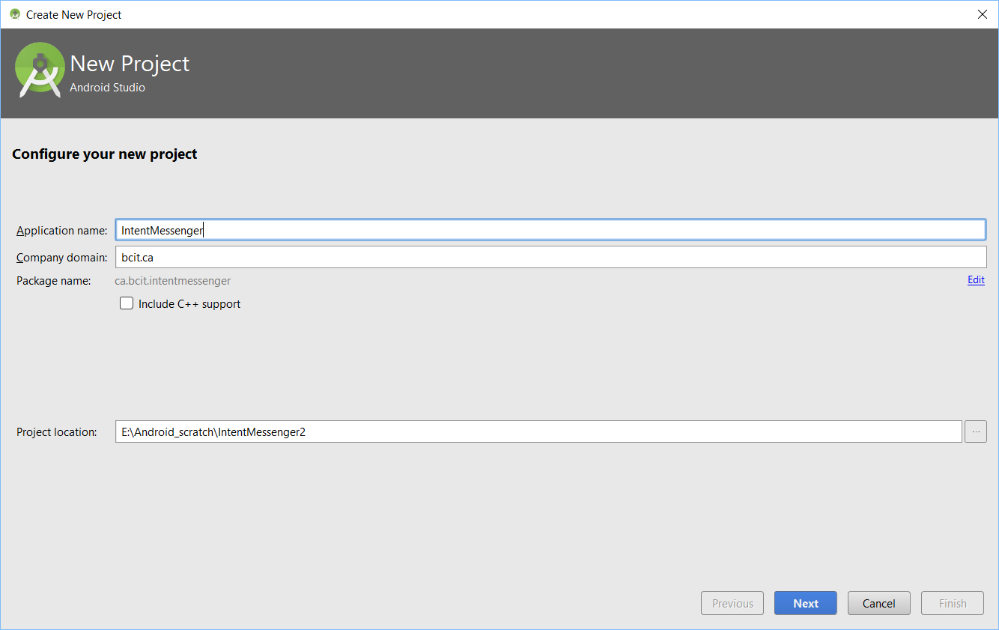 Create New Project
New Project
Android Studio
Configure your new project
Application name: IntentMessenger
Company domain: bcit.ca
Package name: ca.bcit.intentmessenger Edit
Include C++ support
Project location: E:\Android_scratch\IntentMessenger2 ...
Previous Next Cancel Finish